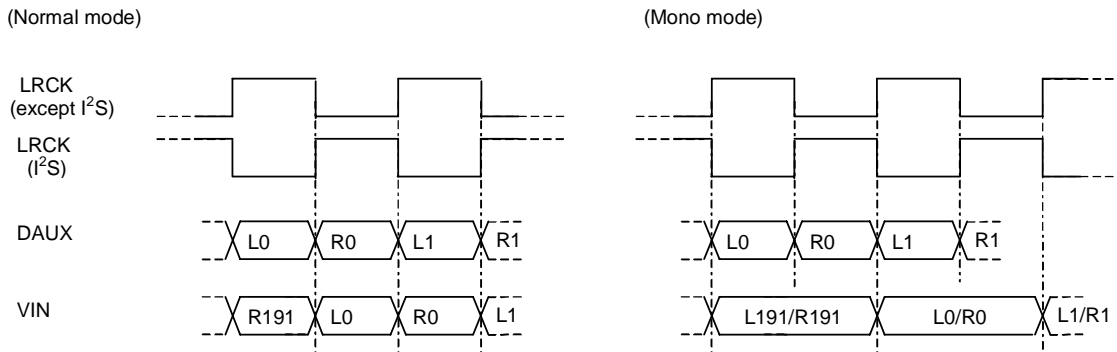 (Normal mode) (Mono mode)
LRCK
(except I²S)
LRCK
(I²S)
DAUX L0 R0 L1 R1 L0 R0 L1 R1
VIN R191 L0 R0 L1 L191/R191 L0/R0 L1/R1